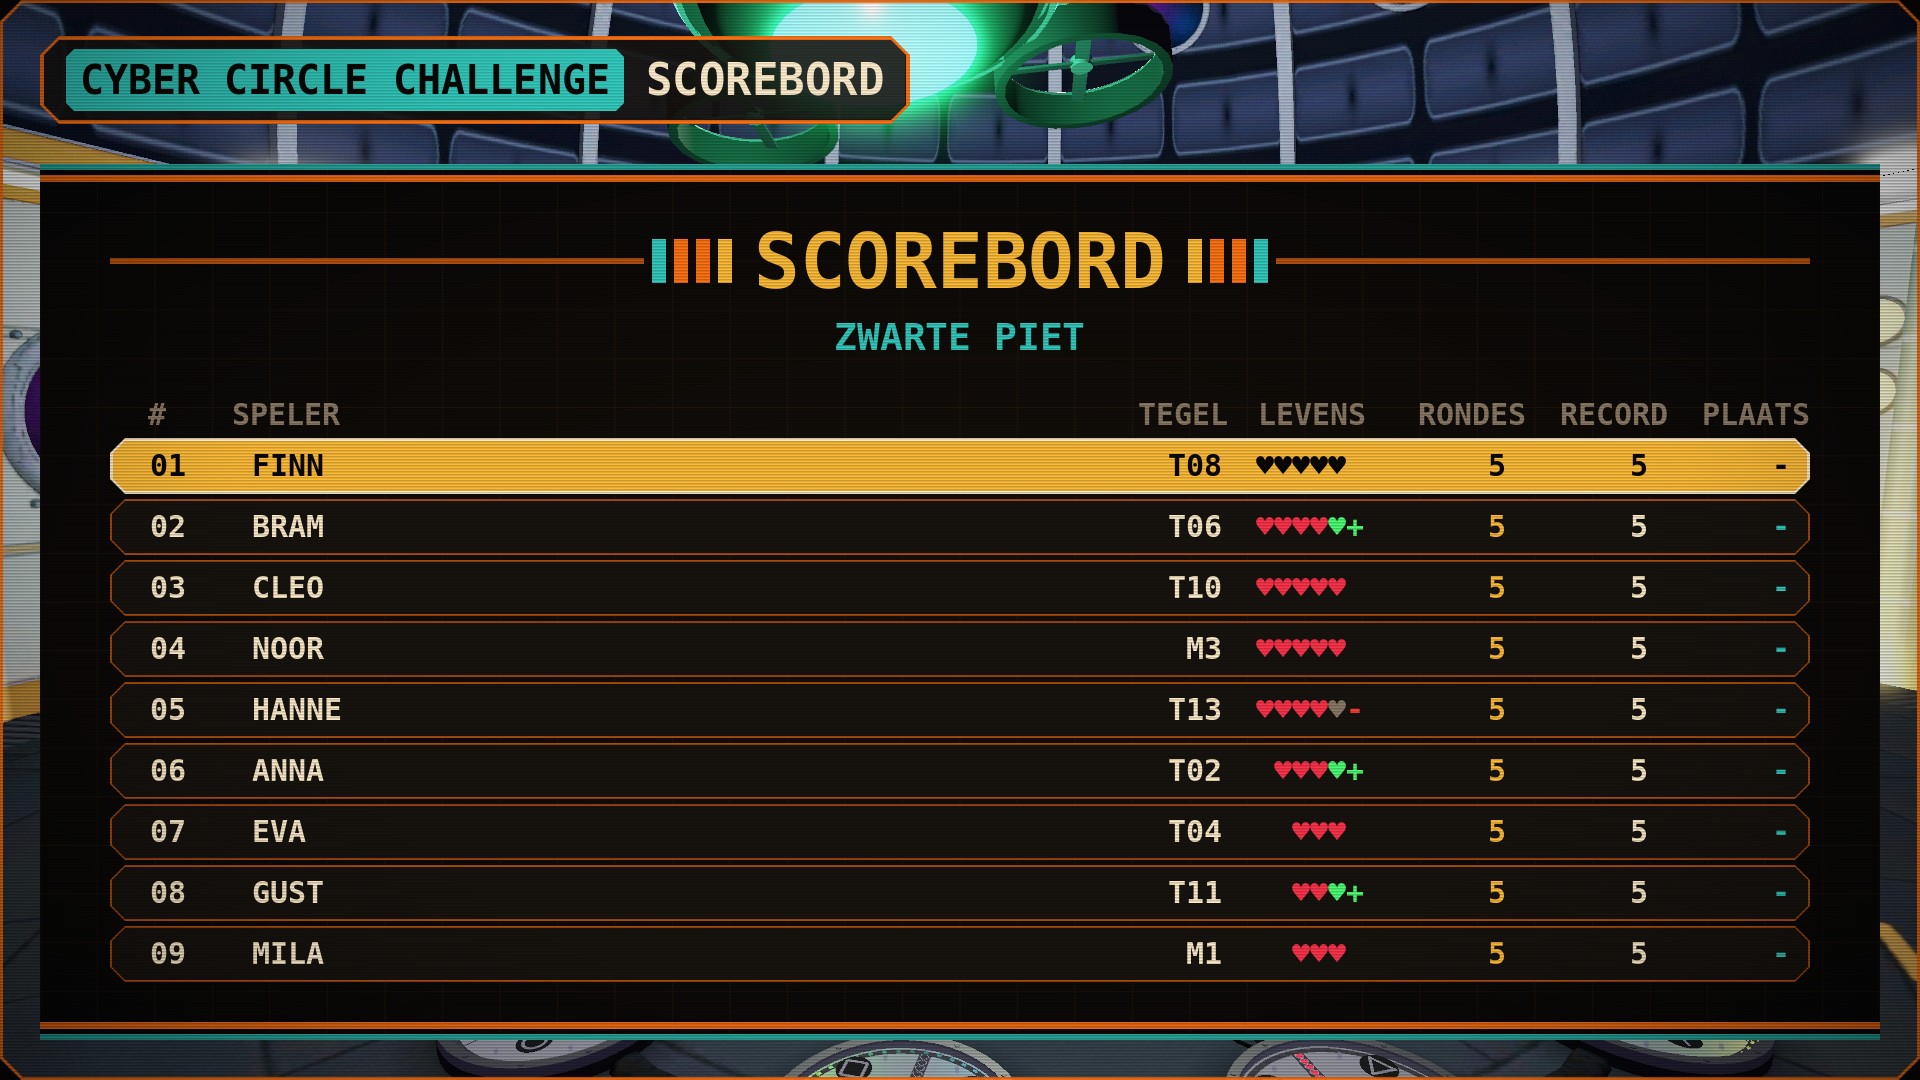 CYBER CIRCLE CHALLENGE SCOREBORD
SCOREBORD
ZWARTE PIET
# SPELER TEGEL LEVENS RONDES RECORD PLAATS
01 FINN T08 ♥♥♥♥♥ 5 5 -
02 BRAM T06 ♥♥♥♥♥+ 5 5 -
03 CLEO T10 ♥♥♥♥♥ 5 5 -
04 NOOR M3 ♥♥♥♥♥ 5 5 -
05 HANNE T13 ♥♥♥♥♥- 5 5 -
06 ANNA T02 ♥♥♥♥+ 5 5 -
07 EVA T04 ♥♥♥ 5 5 -
08 GUST T11 ♥♥♥+ 5 5 -
09 MILA M1 ♥♥♥ 5 5 -